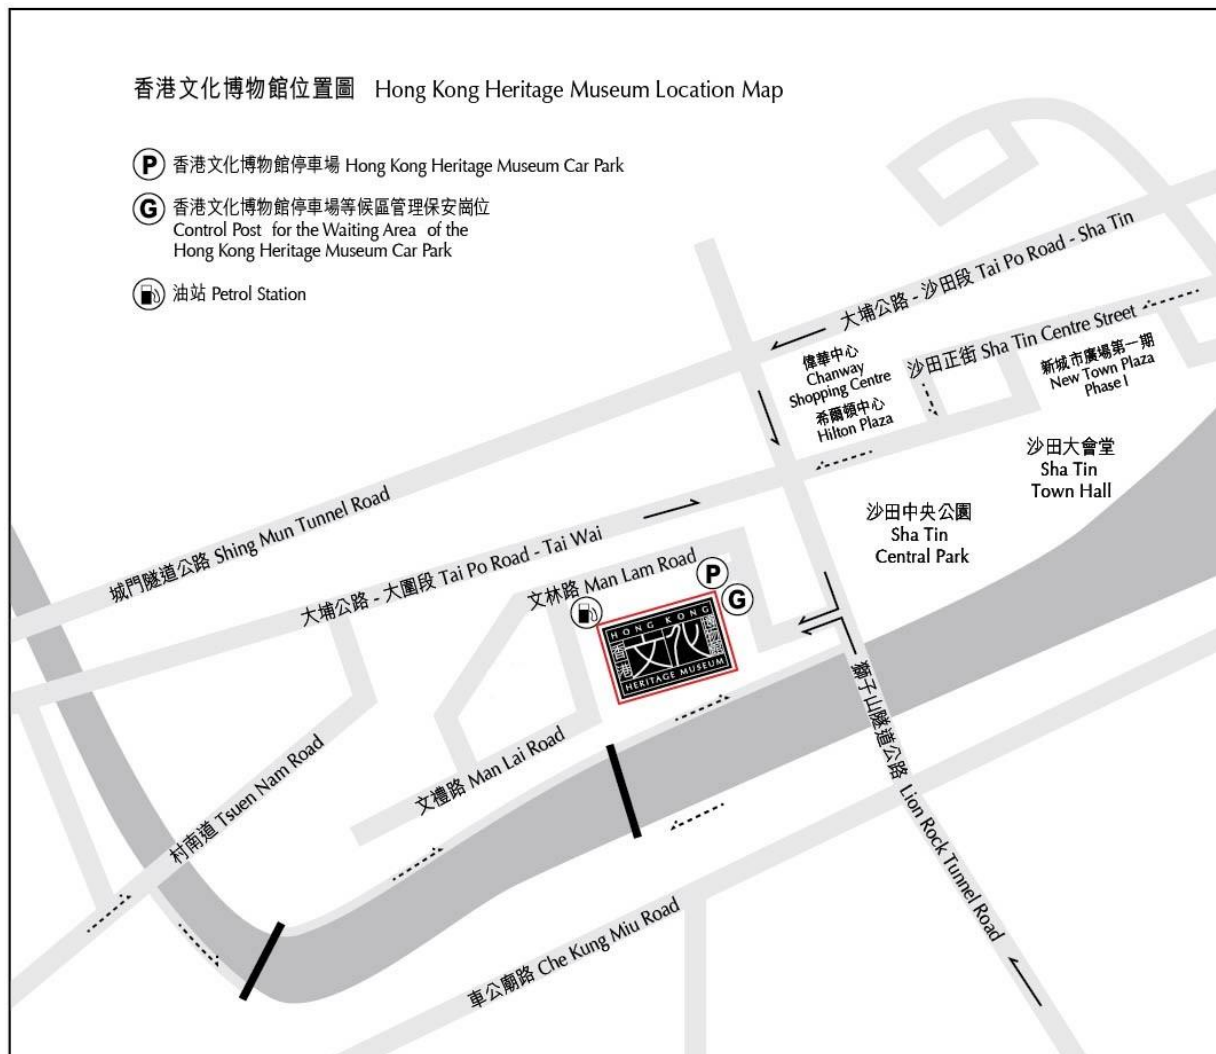 香港文化博物館位置圖 Hong Kong Heritage Museum Location Map
P 香港文化博物館停車場 Hong Kong Heritage Museum Car Park
G 香港文化博物館停車場等候區管理保安崗位
Control Post for the Waiting Area of the
Hong Kong Heritage Museum Car Park
油站 Petrol Station
大埔公路 - 沙田段 Tai Po Road - Sha Tin
沙田正街 Sha Tin Centre Street
偉華中心
Chanway
Shopping Centre
希爾頓中心
Hilton Plaza
新城市廣場第一期
New Town Plaza
Phase I
沙田大會堂
Sha Tin
Town Hall
沙田中央公園
Sha Tin
Central Park
城門隧道公路 Shing Mun Tunnel Road
大埔公路 - 大圍段 Tai Po Road - Tai Wai
文林路 Man Lam Road
P
G
HONG KONG
香港
文化
博物館
HERITAGE MUSEUM
獅子山隧道公路 Lion Rock Tunnel Road
文禮路 Man Lai Road
村南道 Tsuen Nam Road
車公廟路 Che Kung Miu Road